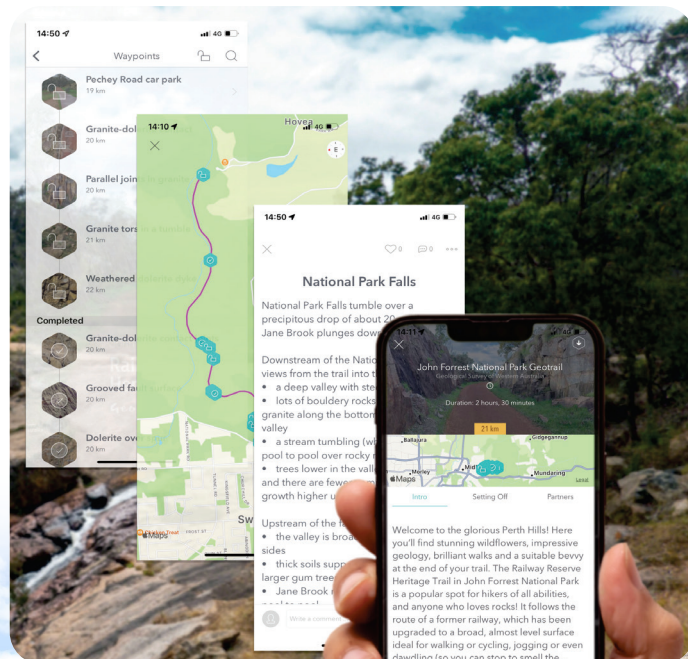 14:50
4G
Waypoints
Pechey Road car park
19 km
20 km
Parallel join
20 km
Granite tors
21 km
Weathered
22 km
Completed
20 km
Grooved fa
20 km
Dolerite ov
20 km
14:10
4G
Hovea
E
FROST ST
Chicken Treat
Maps
14:50
4G
0
0
National Park Falls
National Park Falls tumble over a
precipitous drop of about 20
Jane Brook plunges dow
Downstream of the Natio
views from the trail into t
• a deep valley with ste
• lots of bouldery rocks
granite along the bottom
valley
• a stream tumbling (w
pool to pool over rocky
• trees lower in the vall
and there are fewer
growth higher u
Upstream of the f
• the valley is broa
sides
• thick soils supp
larger gum tree
• Jane Brook
Write a comment
14:11
4G
John Forrest National Park Geotrail
Geological Survey of Western Australia
Duration: 2 hours, 30 minutes
21 km
Ballajura
Gidgegannup
Morley
Mid
Mundaring
Maps
Legal
Intro
Setting Off
Partners
Welcome to the glorious Perth Hills! Here
you'll find stunning wildflowers, impressive
geology, brilliant walks and a suitable bevvy
at the end of your trail. The Railway Reserve
Heritage Trail in John Forrest National Park
is a popular spot for hikers of all abilities,
and anyone who loves rocks! It follows the
route of a former railway, which has been
upgraded to a broad, almost level surface
ideal for walking or cycling, jogging or even
dawdling (so you can stop to smell the